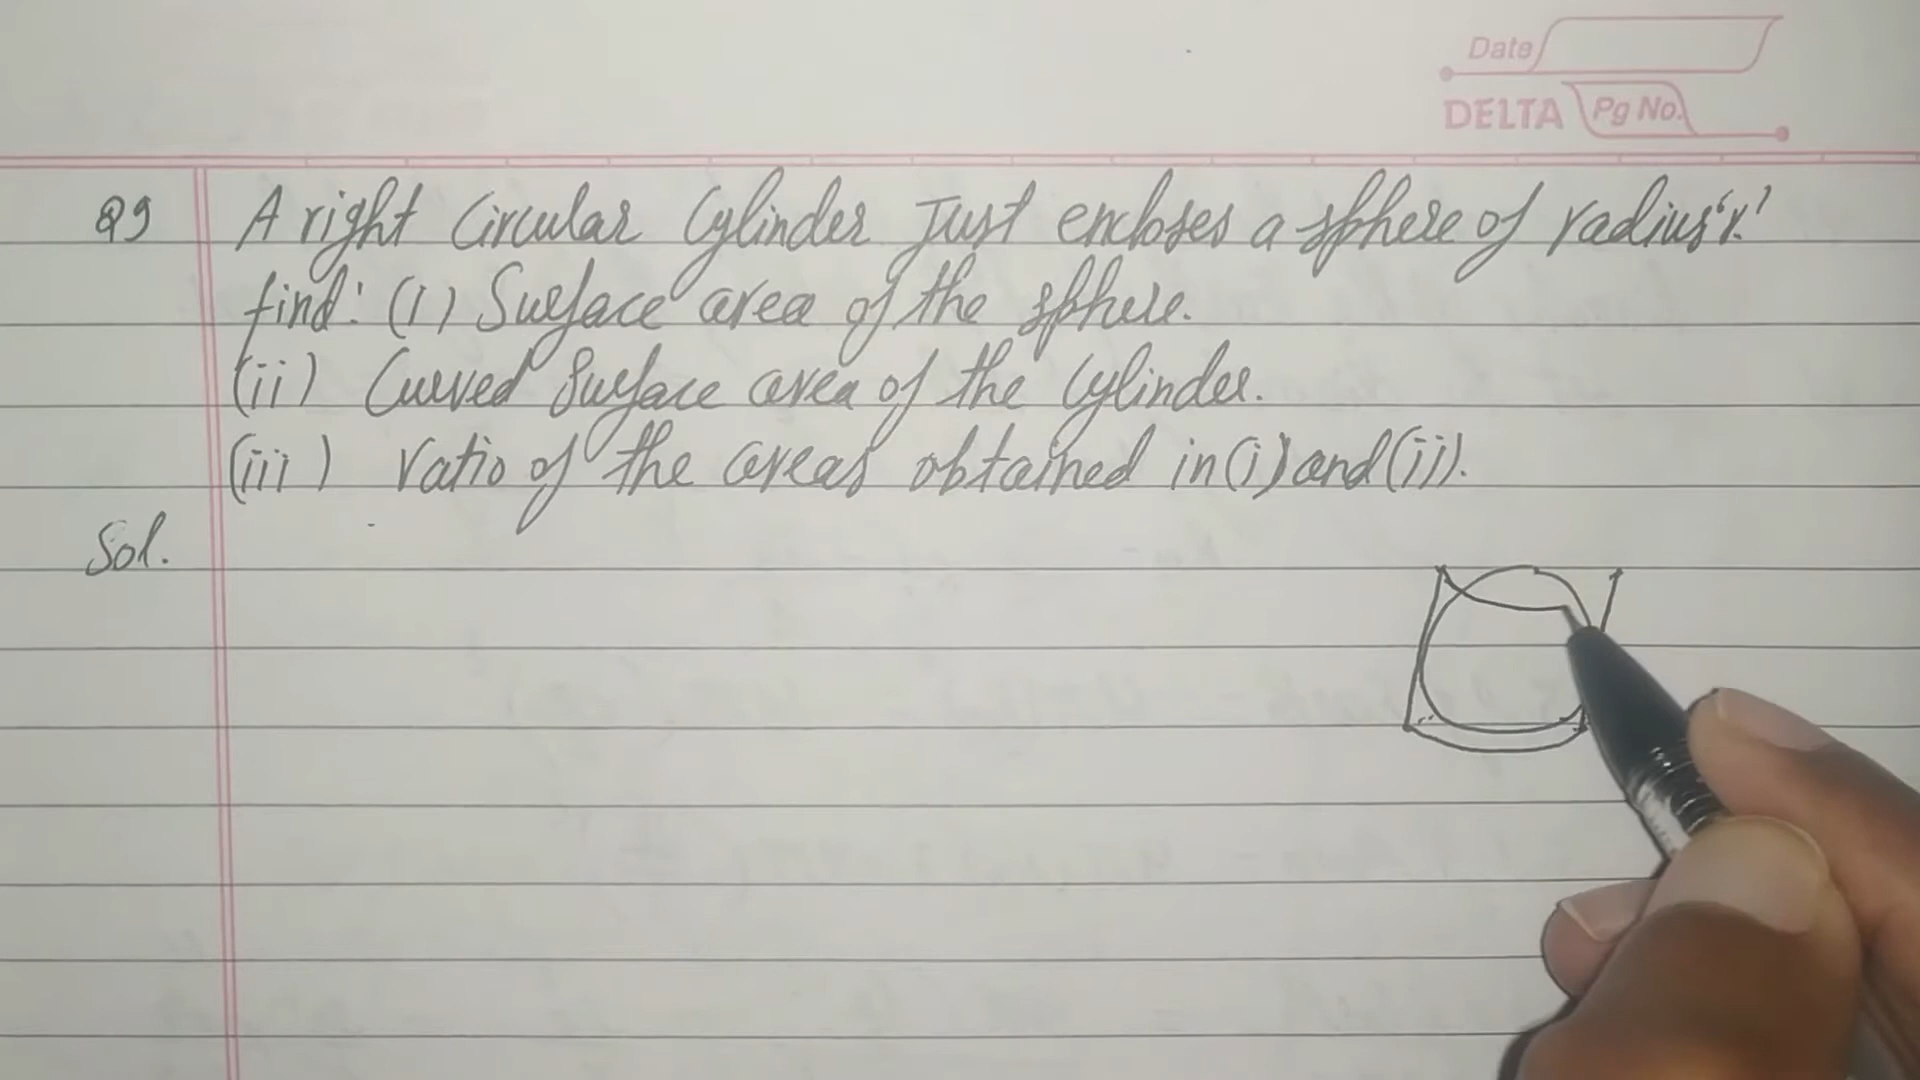 Date
DELTA Pg No.
Q9 A right Circular Cylinder Just encloses a sphere of radius 'r'
find: (i) Surface area of the sphere.
(ii) Curved Surface area of the Cylinder.
(iii) ratio of the areas obtained in (i) and (ii).
Sol.